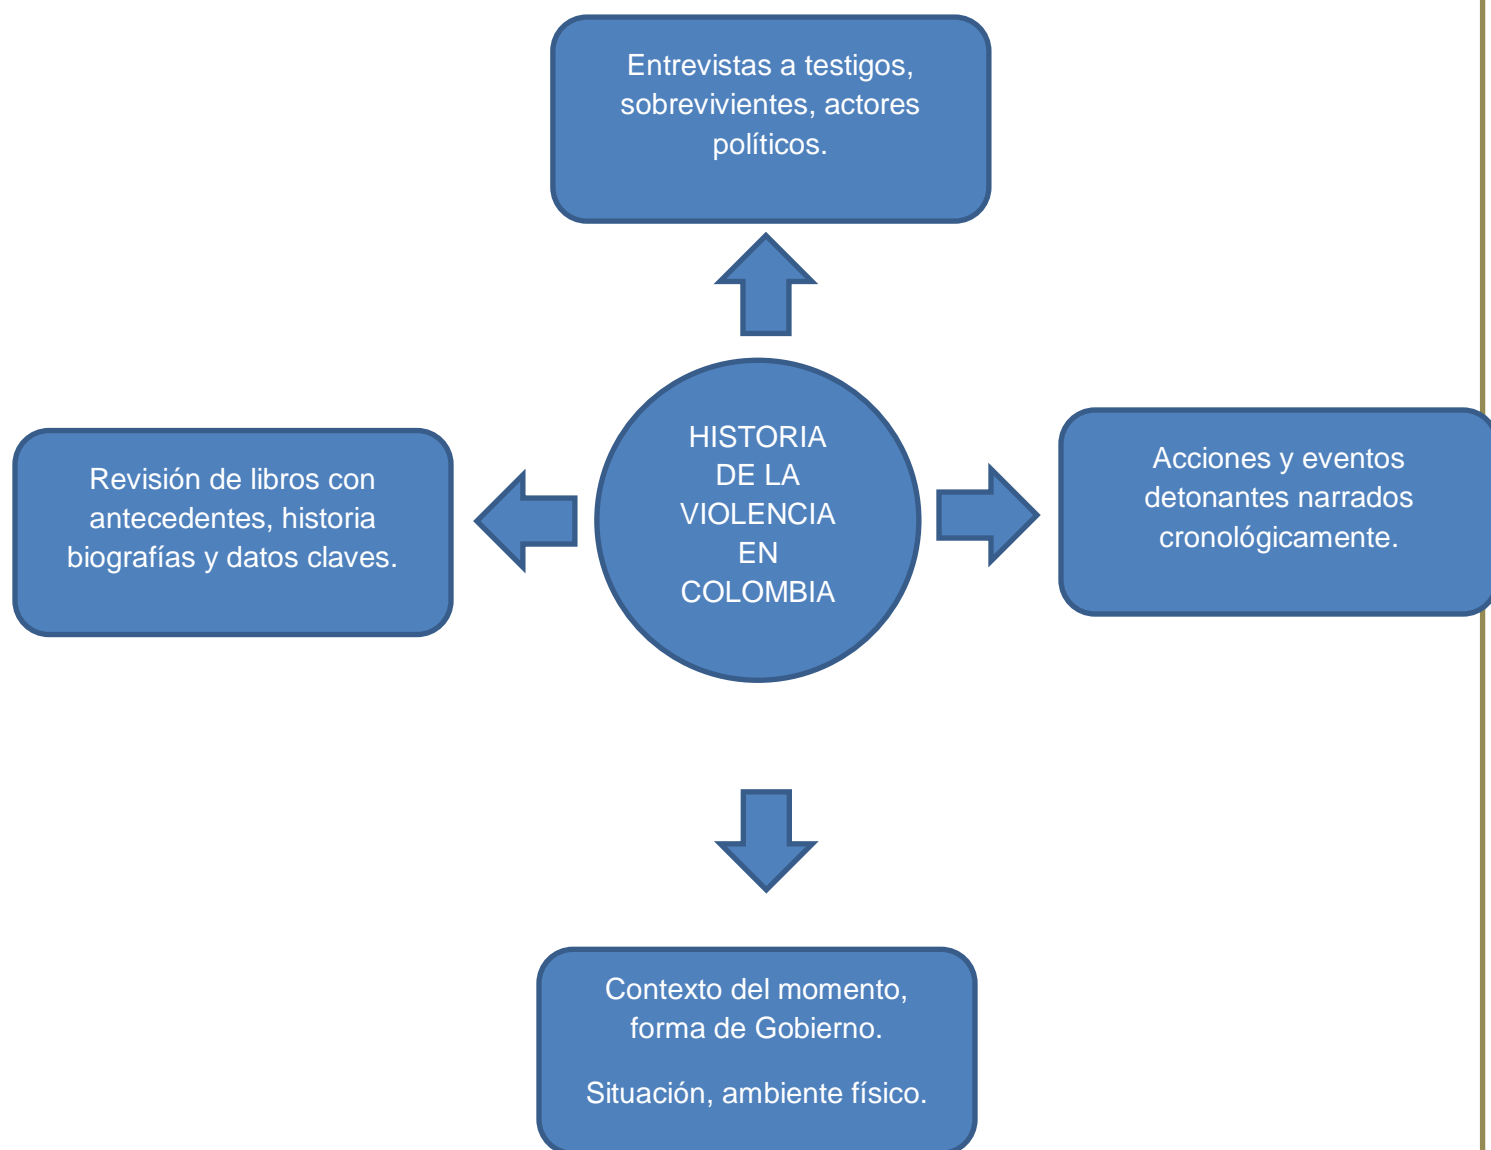 Entrevistas a testigos,
sobrevivientes, actores
políticos.
HISTORIA
DE LA
VIOLENCIA
EN
COLOMBIA
Revisión de libros con
antecedentes, historia
biografías y datos claves.
Acciones y eventos
detonantes narrados
cronológicamente.
Contexto del momento,
forma de Gobierno.
Situación, ambiente físico.